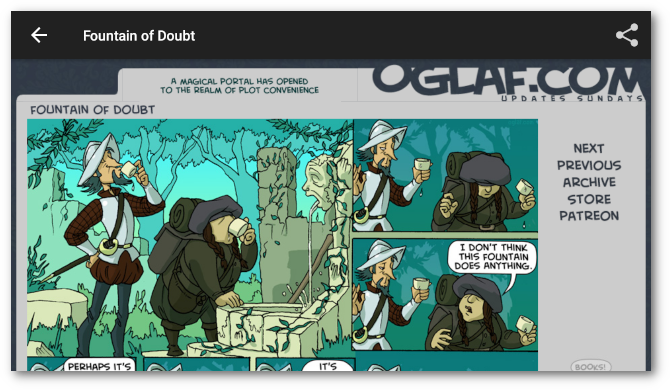 Fountain of Doubt
A MAGICAL PORTAL HAS OPENED
TO THE REALM OF PLOT CONVENIENCE
OGLAF.COM
UPDATES SUNDAYS
FOUNTAIN OF DOUBT
NEXT
PREVIOUS
ARCHIVE
STORE
PATREON
I DON'T THINK
THIS FOUNTAIN
DOES ANYTHING.
PERHAPS IT'S
IT'S
BOOKS!